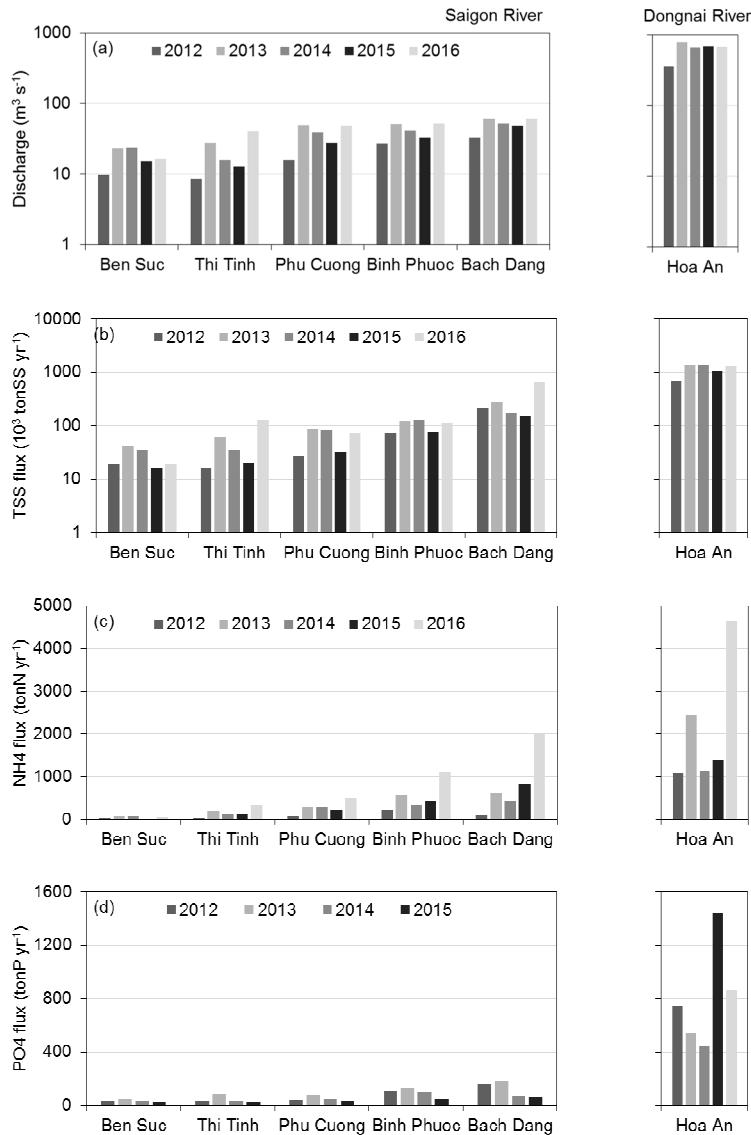 Saigon River
Dongnai River
(a)
2012 2013 2014 2015 2016
Discharge (m³ s⁻¹)
1000
100
10
1
Ben Suc Thi Tinh Phu Cuong Binh Phuoc Bach Dang
Hoa An
(b)
2012 2013 2014 2015 2016
TSS flux (10³ tonSS yr⁻¹)
10000
1000
100
10
1
Ben Suc Thi Tinh Phu Cuong Binh Phuoc Bach Dang
Hoa An
(c)
2012 2013 2014 2015 2016
NH4 flux (tonN yr⁻¹)
5000
4000
3000
2000
1000
0
Ben Suc Thi Tinh Phu Cuong Binh Phuoc Bach Dang
Hoa An
(d)
2012 2013 2014 2015
PO4 flux (tonP yr⁻¹)
1600
1200
800
400
0
Ben Suc Thi Tinh Phu Cuong Binh Phuoc Bach Dang
Hoa An